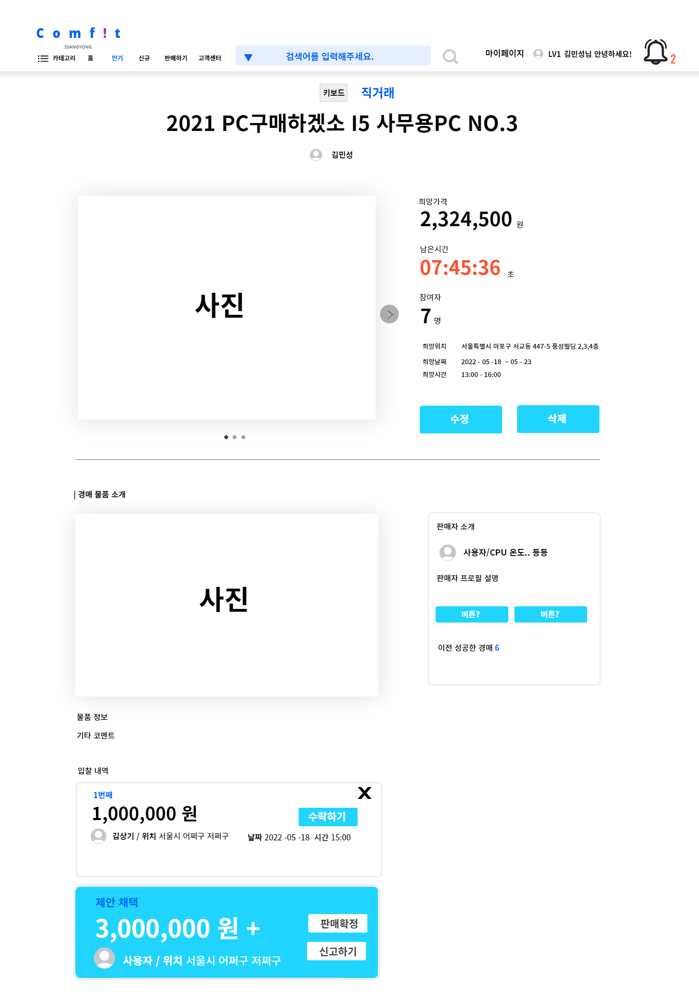 Comf!t
SSANGYONG
카테고리 홈 인기 신규 판매하기 고객센터
▼ 검색어를 입력해주세요.
마이페이지 LV1 김민성님 안녕하세요! 2
키보드 직거래
2021 PC구매하겠소 I5 사무용PC NO.3
김민성
사진
희망가격
2,324,500 원
남은시간
07:45:36 초
참여자
7 명
희망위치 서울특별시 마포구 서교동 447-5 풍성빌딩 2,3,4층
희망날짜 2022 - 05 -18 ~ 05 - 23
희망시간 13:00 - 16:00
수정 삭제
| 경매 물품 소개
사진
판매자 소개
사용자/CPU 온도.. 등등
판매자 프로필 설명
버튼? 버튼?
이전 성공한 경매 6
물품 정보
기타 코멘트
입찰 내역
1번째
X
1,000,000 원
수락하기
김상기 / 위치 서울시 어쩌구 저쩌구 날짜 2022 -05 -18 시간 15:00
제안 채택
3,000,000 원 +
판매확정
신고하기
사용자 / 위치 서울시 어쩌구 저쩌구